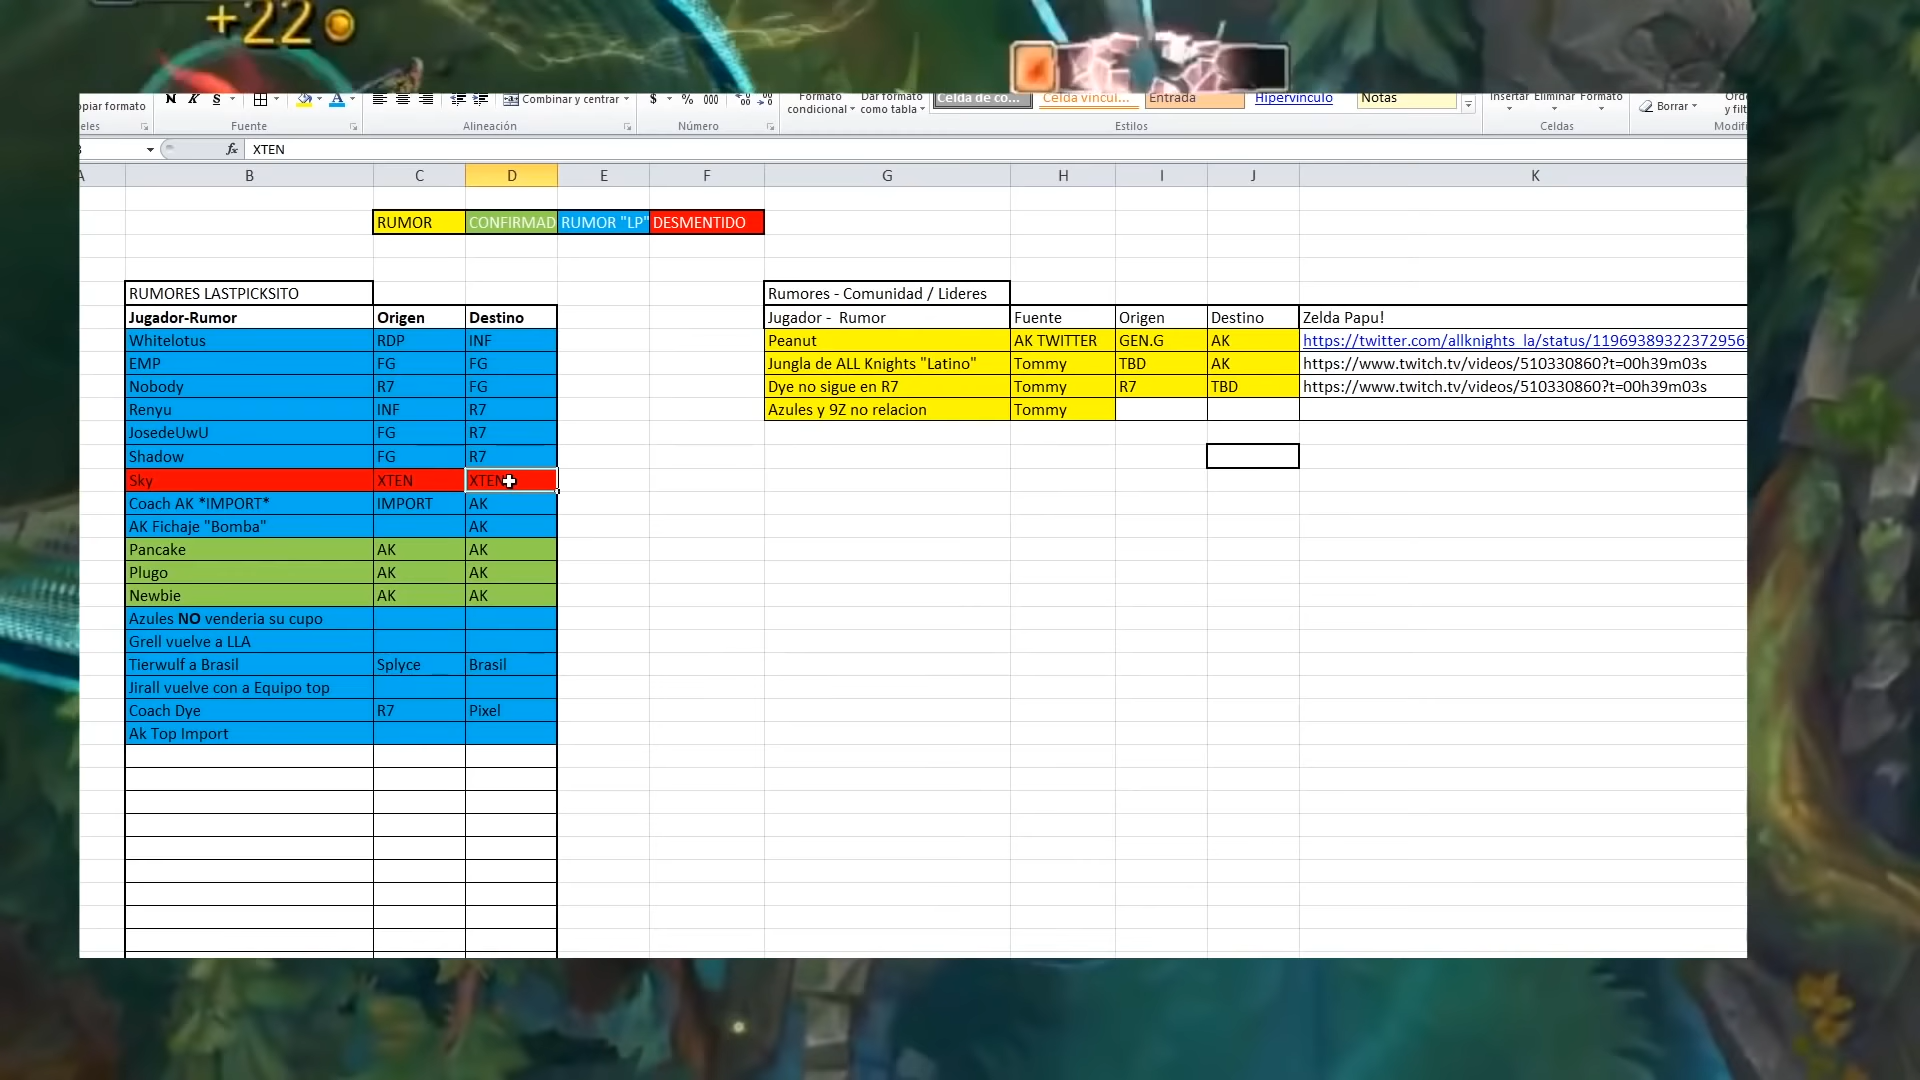 +22
opiar formato
N K S
Combinar y centrar
$ % 000
Formato condicional
Dar formato como tabla
Celda de co...
Celda vincul...
Entrada
Hipervínculo
Notas
Insertar Eliminar Formato
Borrar
y filt
eles
Fuente
Alineación
Número
Estilos
Celdas
Modifi
fx XTEN
A B C D E F G H I J K
RUMOR CONFIRMAD RUMOR "LP" DESMENTIDO
RUMORES LASTPICKSITO
Jugador-Rumor Origen Destino
Whitelotus RDP INF
EMP FG FG
Nobody R7 FG
Renyu INF R7
JosedeUwU FG R7
Shadow FG R7
Sky XTEN XTEN
Coach AK *IMPORT* IMPORT AK
AK Fichaje "Bomba" AK
Pancake AK AK
Plugo AK AK
Newbie AK AK
Azules NO venderia su cupo
Grell vuelve a LLA
Tierwulf a Brasil Splyce Brasil
Jirall vuelve con a Equipo top
Coach Dye R7 Pixel
Ak Top Import
Rumores - Comunidad / Lideres
Jugador - Rumor Fuente Origen Destino Zelda Papu!
Peanut AK TWITTER GEN.G AK https://twitter.com/allknights_la/status/11969389322372956
Jungla de ALL Knights "Latino" Tommy TBD AK https://www.twitch.tv/videos/510330860?t=00h39m03s
Dye no sigue en R7 Tommy R7 TBD https://www.twitch.tv/videos/510330860?t=00h39m03s
Azules y 9Z no relacion Tommy